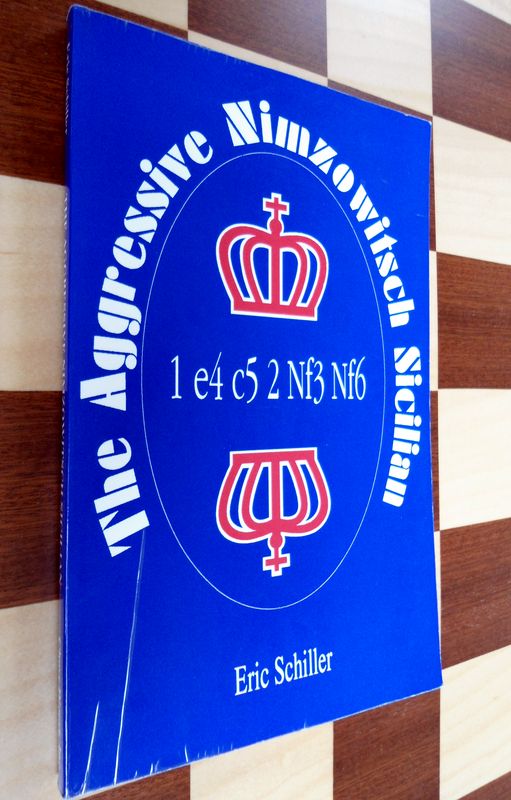 The Aggressive Nimzowitsch Sicilian
1 e4 c5 2 Nf3 Nf6
Eric Schiller